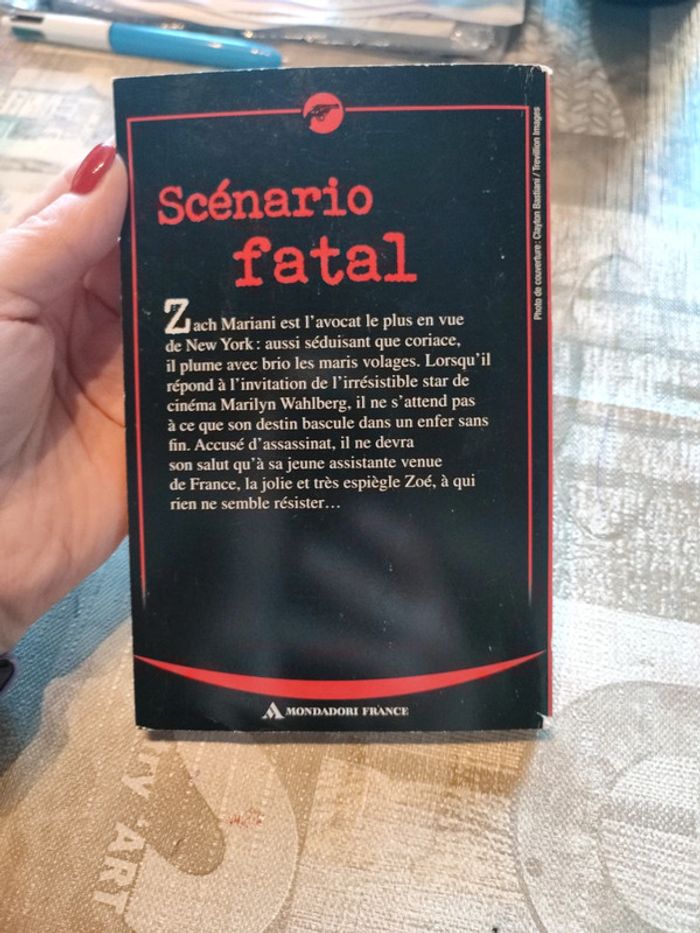 Scénario
fatal
Zach Mariani est l'avocat le plus en vue
de New York : aussi séduisant que coriace,
il plume avec brio les maris volages. Lorsqu'il
répond à l'invitation de l'irrésistible star de
cinéma Marilyn Wahlberg, il ne s'attend pas
à ce que son destin bascule dans un enfer sans
fin. Accusé d'assassinat, il ne devra
son salut qu'à sa jeune assistante venue
de France, la jolie et très espiègle Zoé, à qui
rien ne semble résister…
MONDADORI FRANCE
Photo de couverture : Clayton Bastiani / Trevillion Images
ART